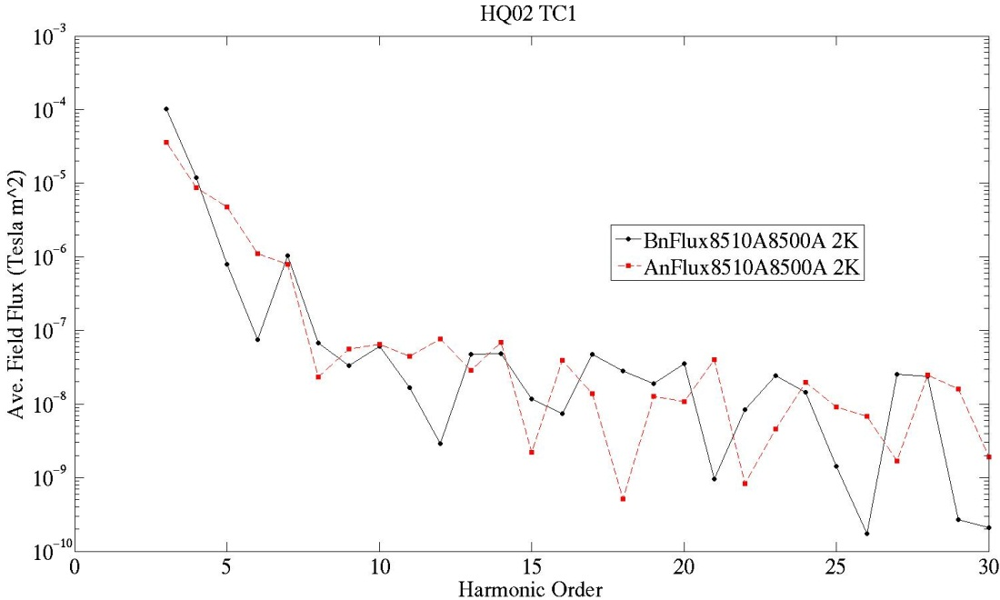 HQ02 TC1
10^-3
10^-4
10^-5
10^-6
10^-7
10^-8
10^-9
10^-10
Ave. Field Flux (Tesla m^2)
BnFlux8510A8500A 2K
AnFlux8510A8500A 2K
0 5 10 15 20 25 30
Harmonic Order